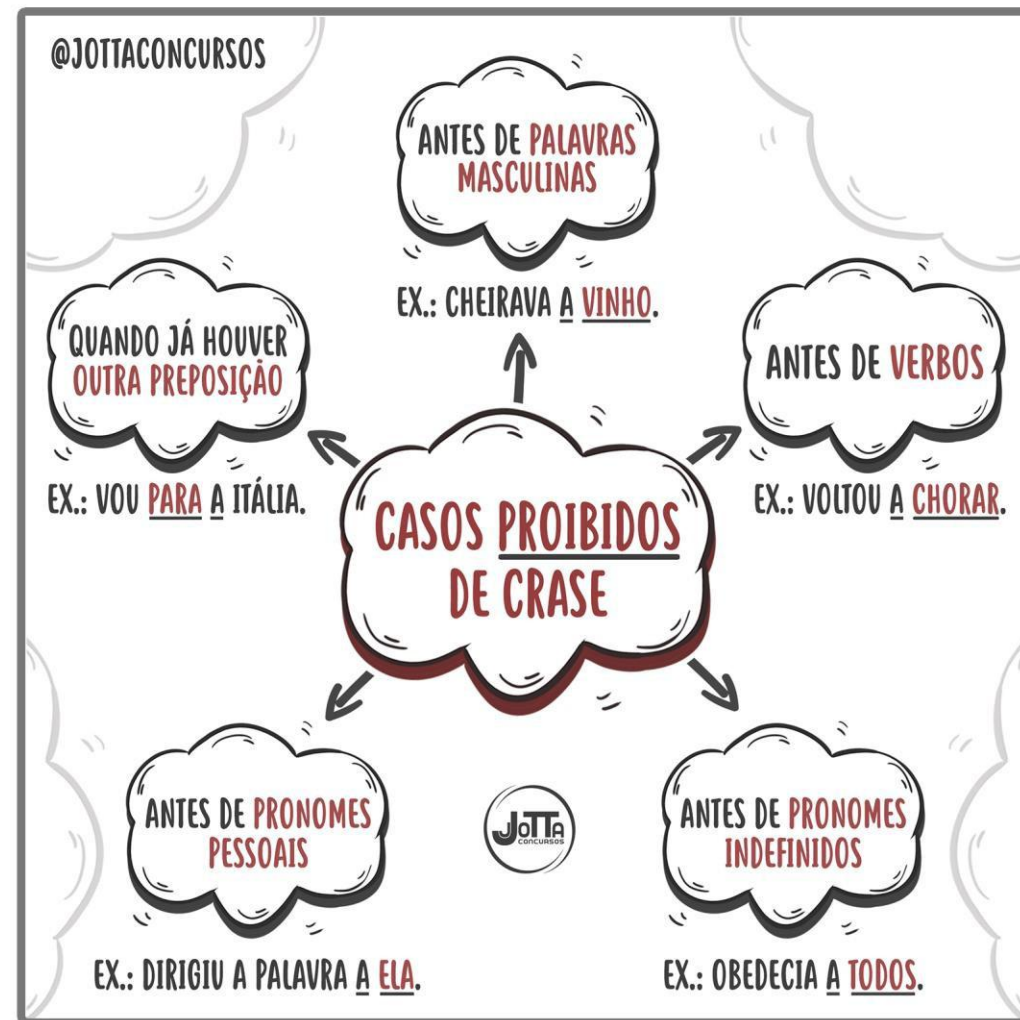 @JOTTACONCURSOS
ANTES DE PALAVRAS
MASCULINAS
EX.: CHEIRAVA A VINHO.
QUANDO JÁ HOUVER
OUTRA PREPOSIÇÃO
EX.: VOU PARA A ITÁLIA.
ANTES DE VERBOS
EX.: VOLTOU A CHORAR.
CASOS PROIBIDOS
DE CRASE
ANTES DE PRONOMES
PESSOAIS
EX.: DIRIGIU A PALAVRA A ELA.
JOTTA
CONCURSOS
ANTES DE PRONOMES
INDEFINIDOS
EX.: OBEDECIA A TODOS.